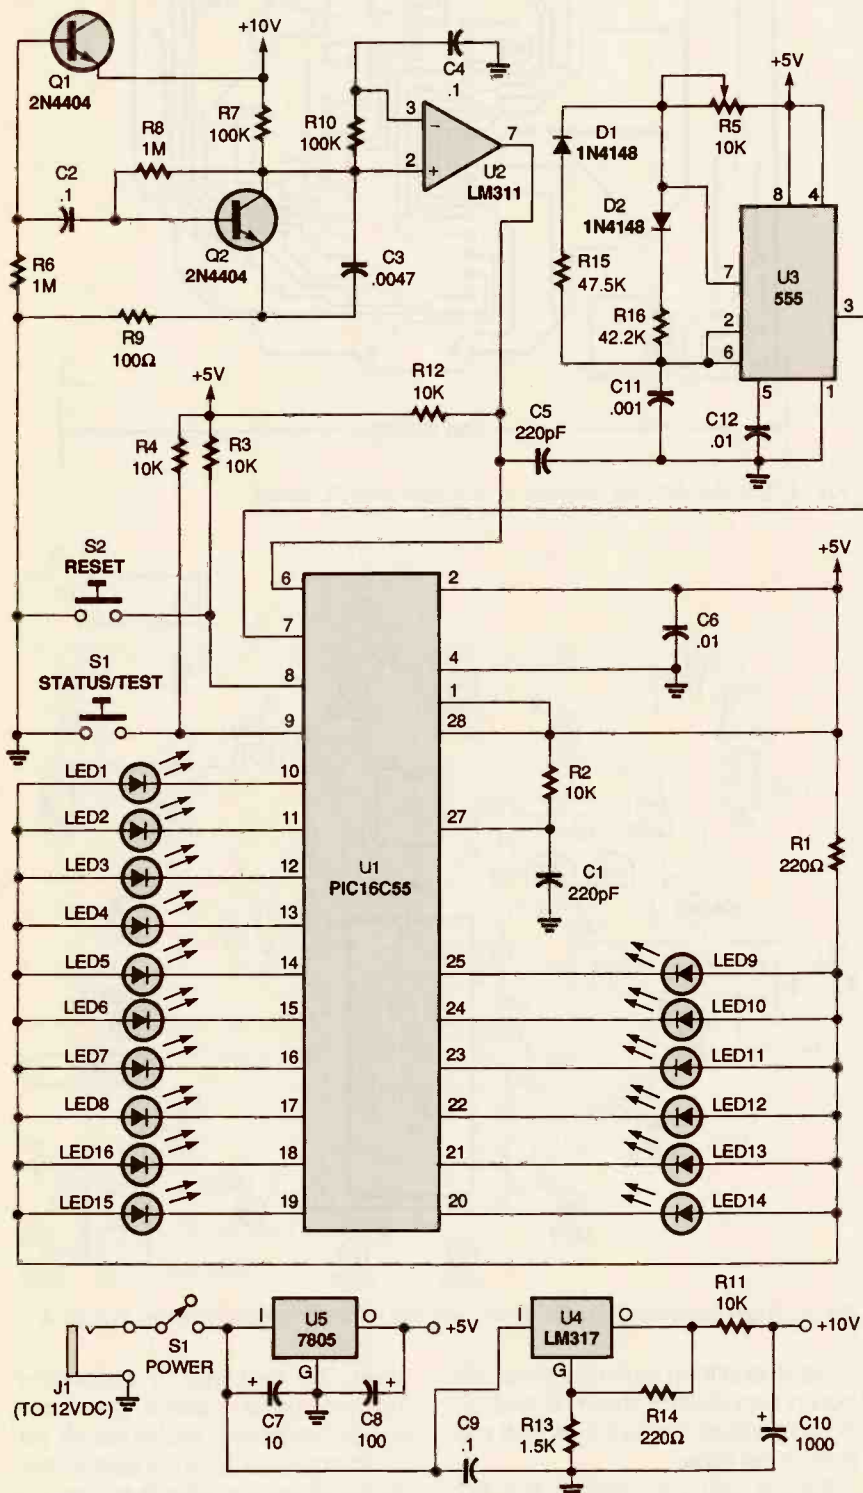 Q1
2N4404
+10V
R7
100K
R8
1M
C2
.1
R6
1M
Q2
2N4404
R9
100Ω
R10
100K
C4
.1
3
−
2
+
7
U2
LM311
C3
.0047
D1
1N4148
D2
1N4148
R15
47.5K
R16
42.2K
R5
10K
+5V
8
4
7
2
6
U3
555
3
5
1
C11
.001
C12
.01
C5
220pF
R12
10K
+5V
R4
10K
R3
10K
S2
RESET
S1
STATUS/TEST
6
7
8
9
10
11
12
13
14
15
16
17
18
19
U1
PIC16C55
2
4
1
28
27
25
24
23
22
21
20
+5V
C6
.01
R2
10K
C1
220pF
R1
220Ω
LED1
LED2
LED3
LED4
LED5
LED6
LED7
LED8
LED16
LED15
LED9
LED10
LED11
LED12
LED13
LED14
J1
(TO 12VDC)
S1
POWER
I
U5
7805
O
G
+5V
+
C7
10
+
C8
100
C9
.1
I
U4
LM317
O
G
R13
1.5K
R14
220Ω
R11
10K
+10V
+
C10
1000